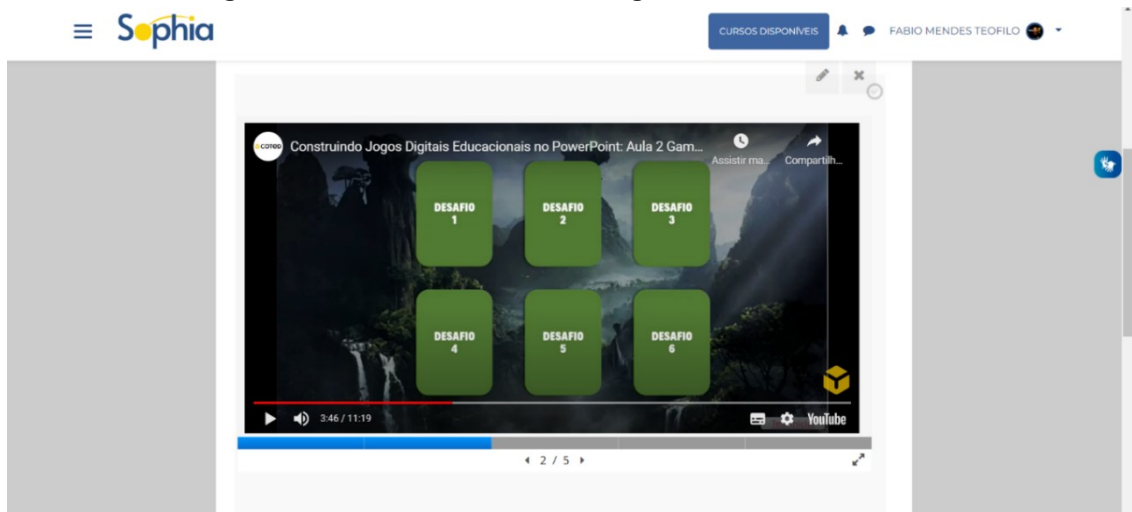 Sophia
CURSOS DISPONÍVEIS
FABIO MENDES TEOFILO
coted
Construindo Jogos Digitais Educacionais no PowerPoint: Aula 2 Gam...
Assistir ma...
Compartilh...
DESAFIO
1
DESAFIO
2
DESAFIO
3
DESAFIO
4
DESAFIO
5
DESAFIO
6
3:46 / 11:19
YouTube
2 / 5